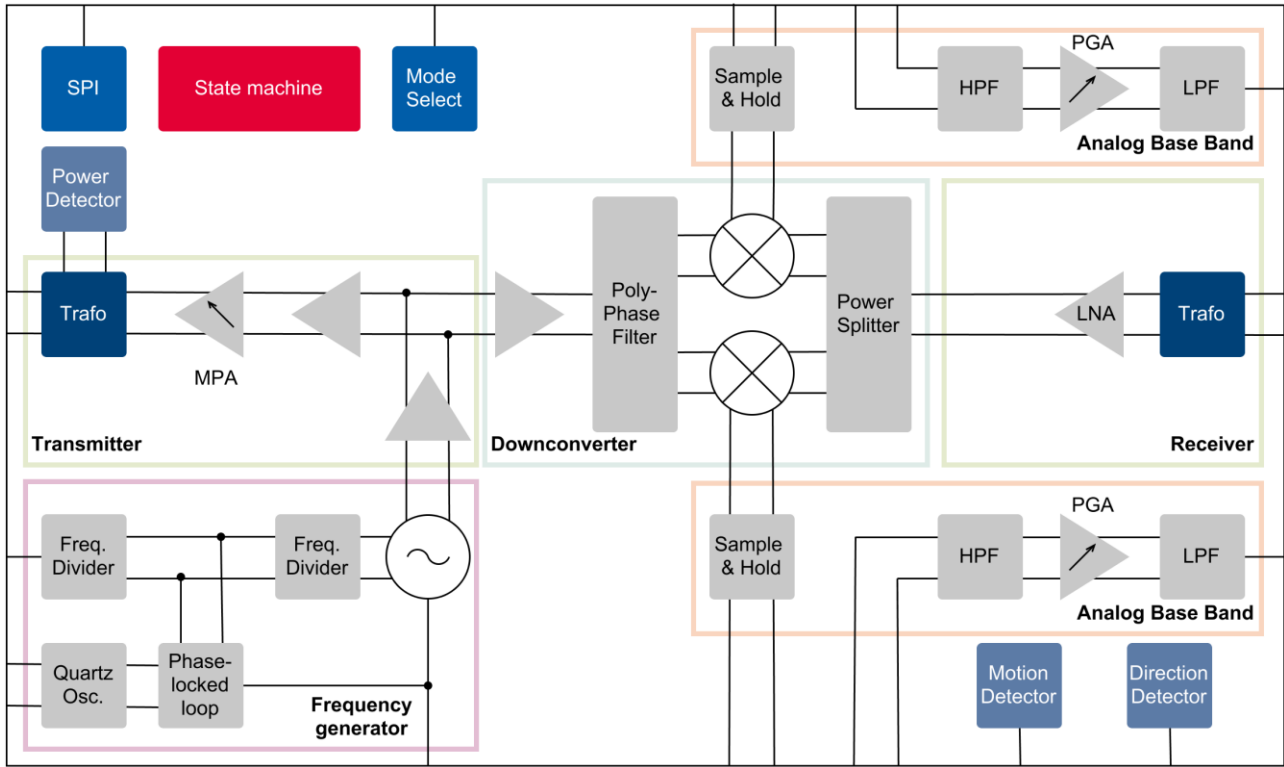 SPI
State machine
Mode
Select
Sample
& Hold
HPF
PGA
LPF
Analog Base Band
Power
Detector
Trafo
MPA
Transmitter
Poly-
Phase
Filter
Power
Splitter
Downconverter
LNA
Trafo
Receiver
Freq.
Divider
Freq.
Divider
Quartz
Osc.
Phase-
locked
loop
Frequency
generator
Sample
& Hold
HPF
PGA
LPF
Analog Base Band
Motion
Detector
Direction
Detector